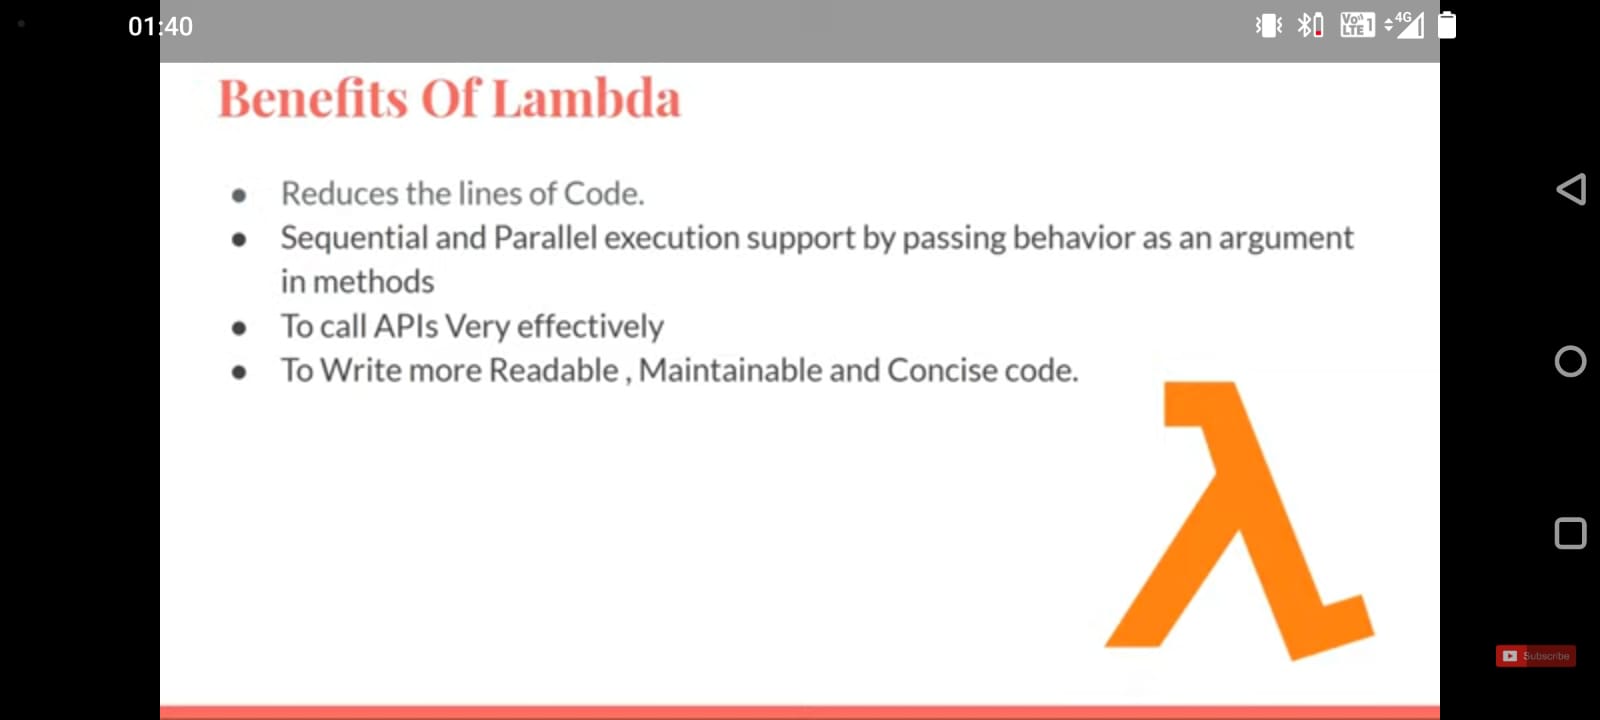 01:40
Vo)) 1
LTE
4G
Benefits Of Lambda
● Reduces the lines of Code.
● Sequential and Parallel execution support by passing behavior as an argument
in methods
● To call APIs Very effectively
● To Write more Readable , Maintainable and Concise code.
λ
Subscribe